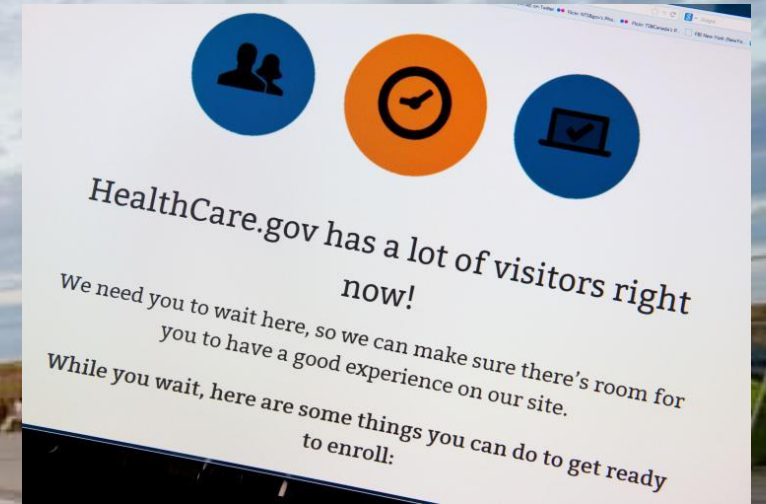 HealthCare.gov has a lot of visitors right
now!
We need you to wait here, so we can make sure there's room for
you to have a good experience on our site.
While you wait, here are some things you can do to get ready
to enroll: